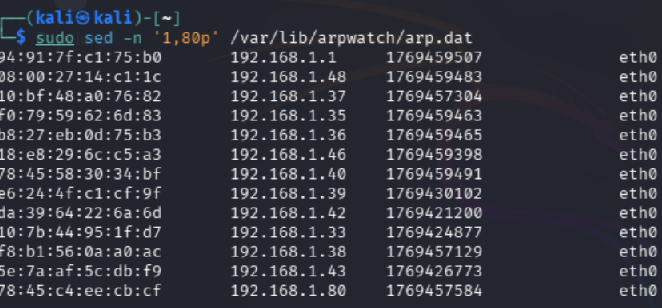 ┌──(kali㉿kali)-[~]
└─$ sudo sed -n '1,80p' /var/lib/arpwatch/arp.dat
94:91:7f:c1:75:b0 192.168.1.1 1769459507 eth0
08:00:27:14:c1:1c 192.168.1.48 1769459483 eth0
10:bf:48:a0:76:82 192.168.1.37 1769457304 eth0
f0:79:59:62:6d:83 192.168.1.35 1769459463 eth0
b8:27:eb:0d:75:b3 192.168.1.36 1769459465 eth0
18:e8:29:6c:c5:a3 192.168.1.46 1769459398 eth0
78:45:58:30:34:bf 192.168.1.40 1769459491 eth0
e6:24:4f:c1:cf:9f 192.168.1.39 1769430102 eth0
da:39:64:22:6a:6d 192.168.1.42 1769421200 eth0
10:7b:44:95:1f:d7 192.168.1.33 1769424877 eth0
f8:b1:56:0a:a0:ac 192.168.1.38 1769457129 eth0
5e:7a:af:5c:db:f9 192.168.1.43 1769426773 eth0
78:45:c4:ee:cb:cf 192.168.1.80 1769457584 eth0